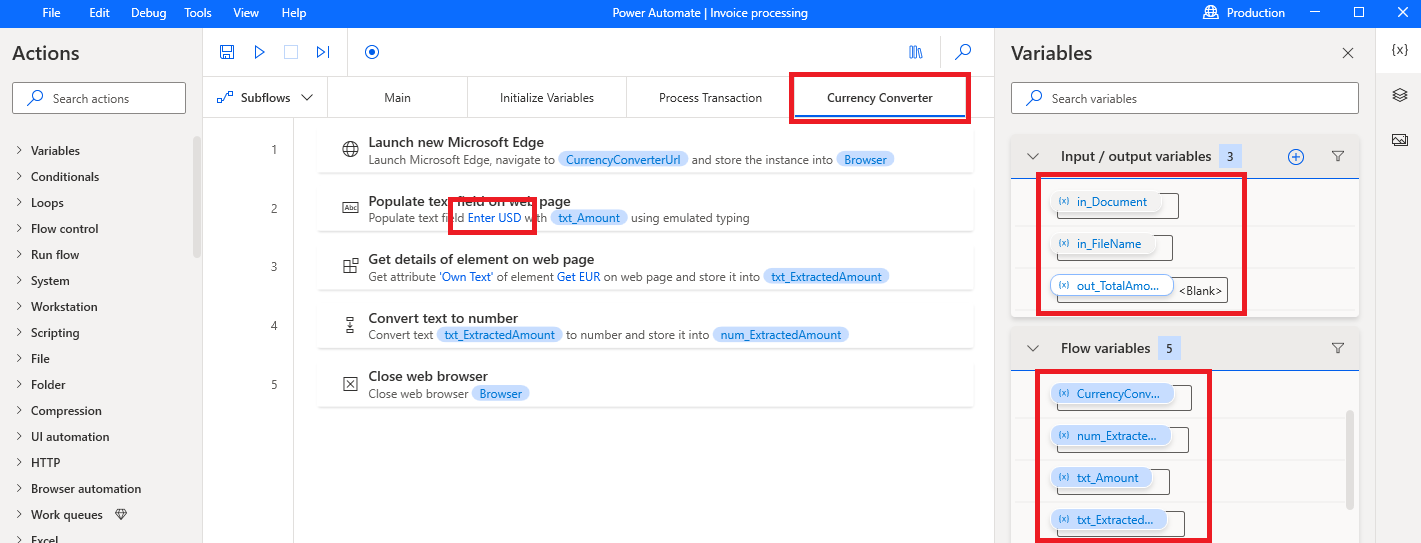 File Edit Debug Tools View Help Power Automate | Invoice processing Production
Actions
Search actions
Variables
Conditionals
Loops
Flow control
Run flow
System
Workstation
Scripting
File
Folder
Compression
UI automation
HTTP
Browser automation
Work queues
Excel
Subflows Main Initialize Variables Process Transaction Currency Converter
1 Launch new Microsoft Edge
Launch Microsoft Edge, navigate to CurrencyConverterUrl and store the instance into Browser
2 Populate text field on web page
Abc Populate text field Enter USD with txt_Amount using emulated typing
3 Get details of element on web page
Get attribute 'Own Text' of element Get EUR on web page and store it into txt_ExtractedAmount
4 Convert text to number
Convert text txt_ExtractedAmount to number and store it into num_ExtractedAmount
5 Close web browser
Close web browser Browser
Variables
{x}
Search variables
Input / output variables 3
(x) in_Document
(x) in_FileName
(x) out_TotalAmo... <Blank>
Flow variables 5
(x) CurrencyConv...
(x) num_Extracte...
(x) txt_Amount
(x) txt_Extracted...